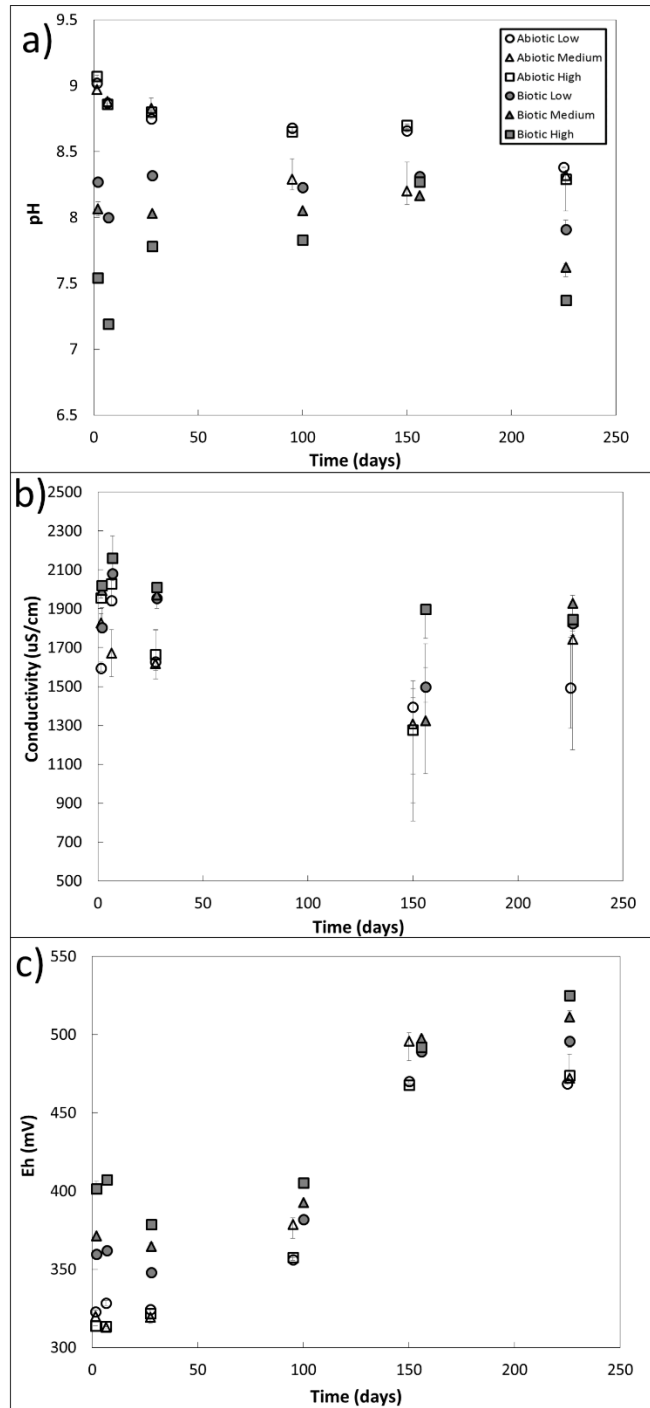 a)
9.5
9
8.5
8
7.5
7
6.5
pH
Abiotic Low
Abiotic Medium
Abiotic High
Biotic Low
Biotic Medium
Biotic High
0 50 100 150 200 250
Time (days)
b)
2500
2300
2100
1900
1700
1500
1300
1100
900
700
500
Conductivity (uS/cm)
0 50 100 150 200 250
Time (days)
c)
550
500
450
400
350
300
Eh (mV)
0 50 100 150 200 250
Time (days)